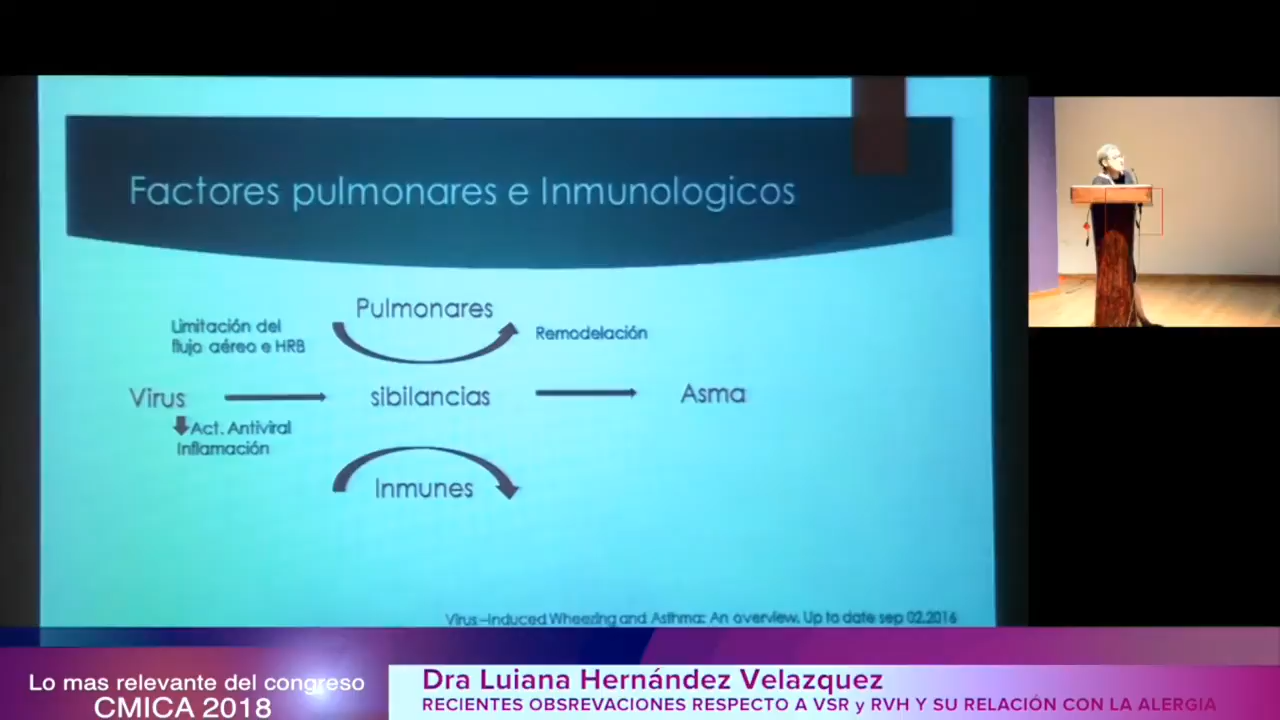 Factores pulmonares e Inmunologicos
Pulmonares
Limitación del
flujo aéreo e HRB
Remodelación
Virus
sibilancias
Asma
Act. Antiviral
Inflamación
Inmunes
Virus-Induced Wheezing and Asthma: An overview. Up to date sep 02.2016
Lo mas relevante del congreso
CMICA 2018
Dra Luiana Hernández Velazquez
RECIENTES OBSREVACIONES RESPECTO A VSR y RVH Y SU RELACIÓN CON LA ALERGIA